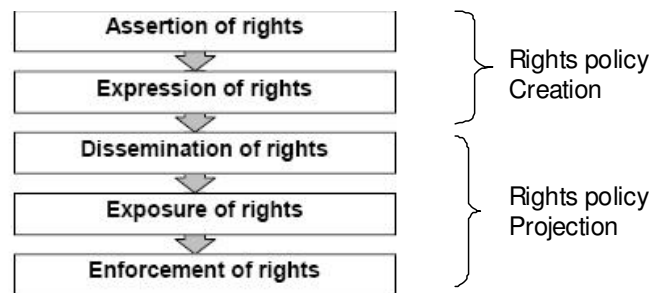 Assertion of rights
Expression of rights
Rights policy
Creation
Dissemination of rights
Exposure of rights
Enforcement of rights
Rights policy
Projection